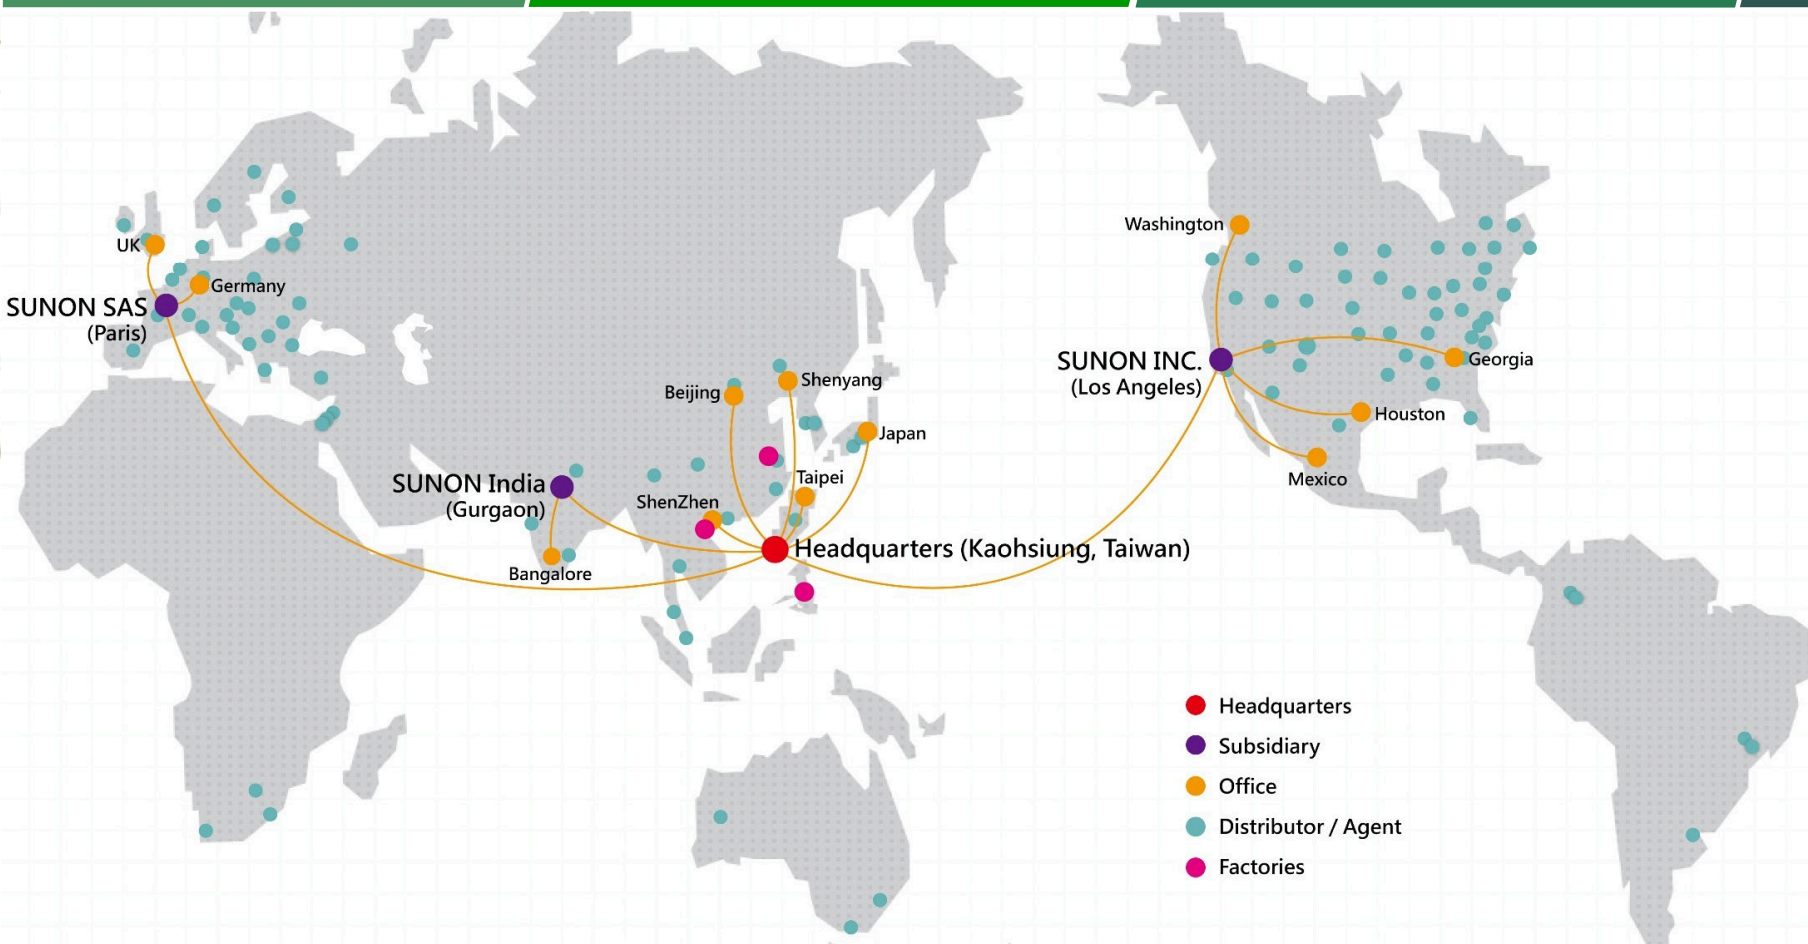 Washington
UK
Germany
SUNON SAS
(Paris)
SUNON INC.
(Los Angeles)
Georgia
Shenyang
Beijing
Houston
Japan
Mexico
Taipei
SUNON India
(Gurgaon)
ShenZhen
Headquarters (Kaohsiung, Taiwan)
Bangalore
Headquarters
Subsidiary
Office
Distributor / Agent
Factories